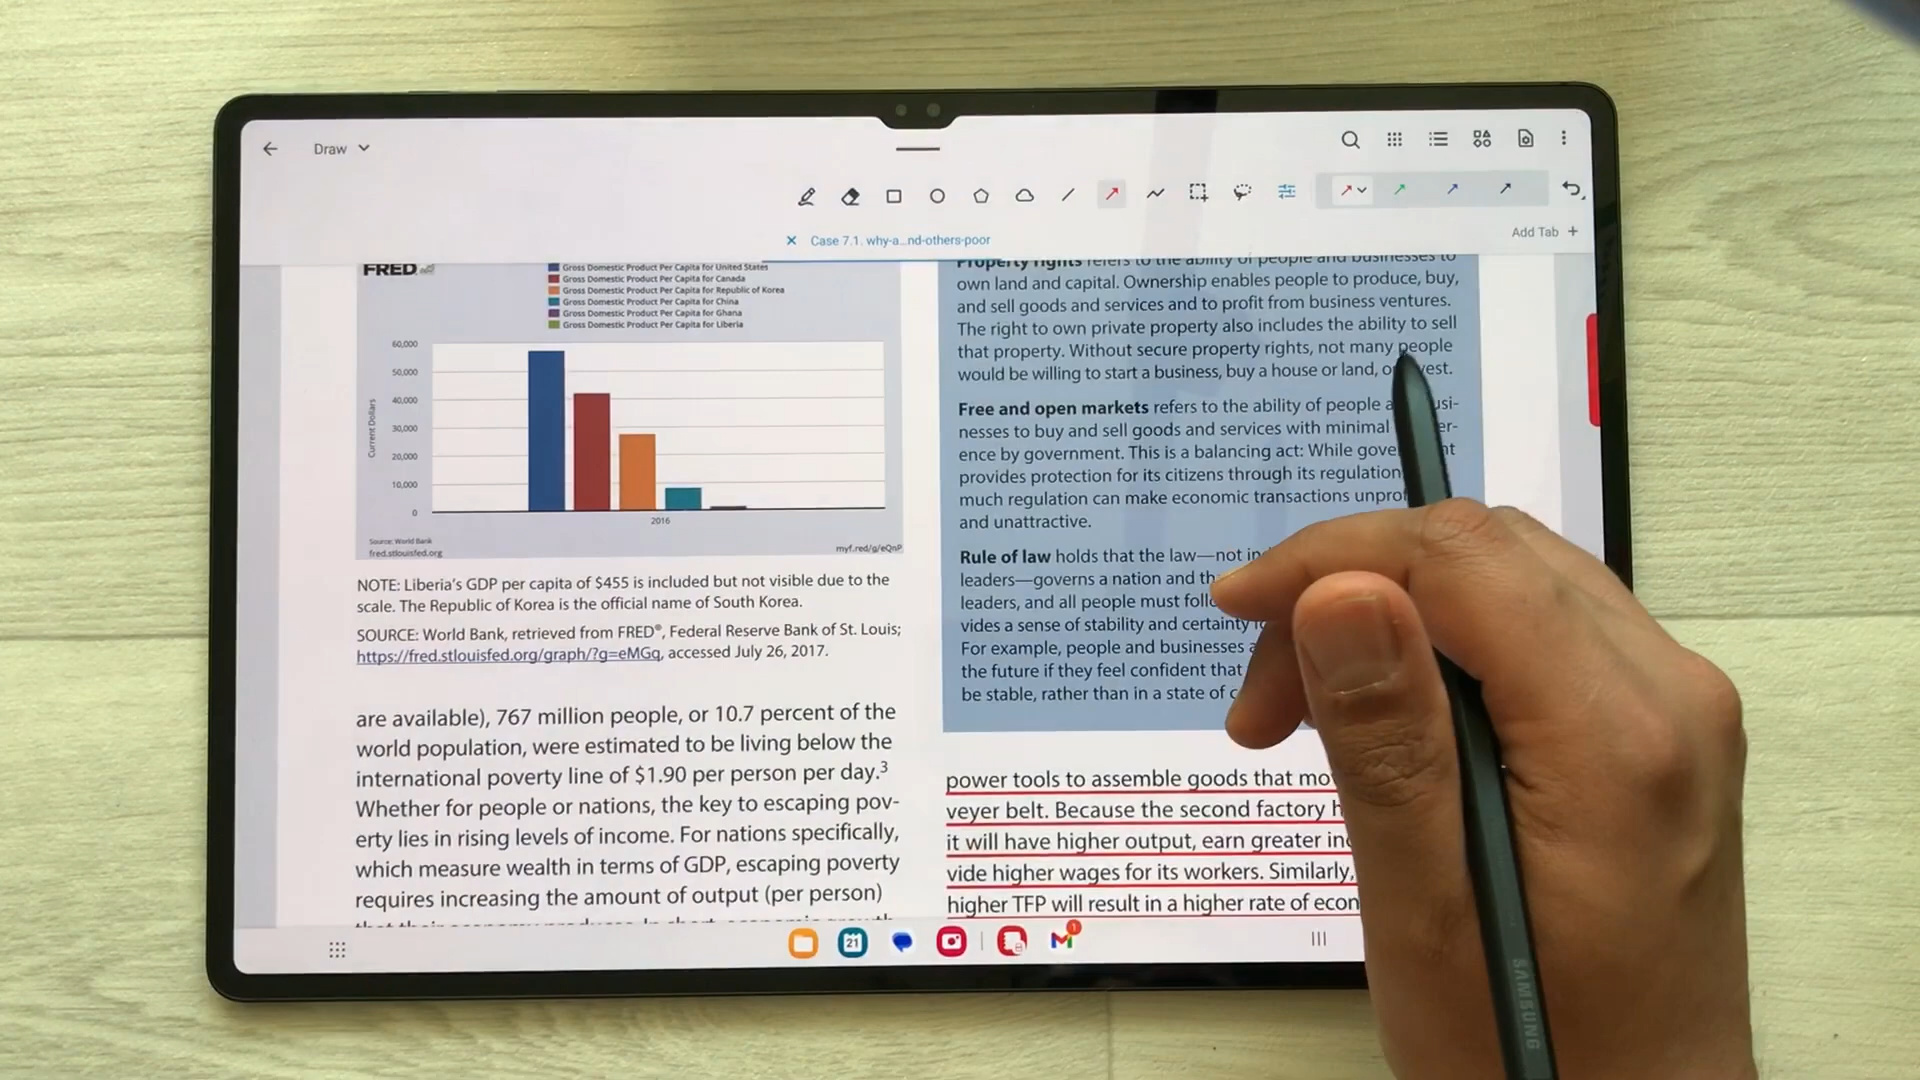 Draw
Case 7.1. why-a...nd-others-poor
Add Tab +
FRED
Gross Domestic Product Per Capita for United States
Gross Domestic Product Per Capita for Canada
Gross Domestic Product Per Capita for Republic of Korea
Gross Domestic Product Per Capita for China
Gross Domestic Product Per Capita for Ghana
Gross Domestic Product Per Capita for Liberia
60,000
50,000
40,000
30,000
20,000
10,000
0
Current Dollars
2016
Source: World Bank
fred.stlouisfed.org
myf.red/g/eQnP
NOTE: Liberia's GDP per capita of $455 is included but not visible due to the
scale. The Republic of Korea is the official name of South Korea.
SOURCE: World Bank, retrieved from FRED®, Federal Reserve Bank of St. Louis;
https://fred.stlouisfed.org/graph/?g=eMGq, accessed July 26, 2017.
are available), 767 million people, or 10.7 percent of the
world population, were estimated to be living below the
international poverty line of $1.90 per person per day.3
Whether for people or nations, the key to escaping pov-
erty lies in rising levels of income. For nations specifically,
which measure wealth in terms of GDP, escaping poverty
requires increasing the amount of output (per person)
Property rights refers to the ability of people and businesses to
own land and capital. Ownership enables people to produce, buy,
and sell goods and services and to profit from business ventures.
The right to own private property also includes the ability to sell
that property. Without secure property rights, not many people
would be willing to start a business, buy a house or land, or
Free and open markets refers to the ability of people
nesses to buy and sell goods and services with minimal
ence by government. This is a balancing act: While
provides protection for its citizens through its
much regulation can make economic transactions
and unattractive.
Rule of law holds that the law—not
leaders—governs a nation and
leaders, and all people must
vides a sense of stability and certainty
For example, people and businesses
the future if they feel confident that
be stable, rather than in a state of
power tools to assemble goods that
veyer belt. Because the second factory
it will have higher output, earn greater
vide higher wages for its workers. Similarly,
higher TFP will result in a higher rate of
21
1
SAMSUNG